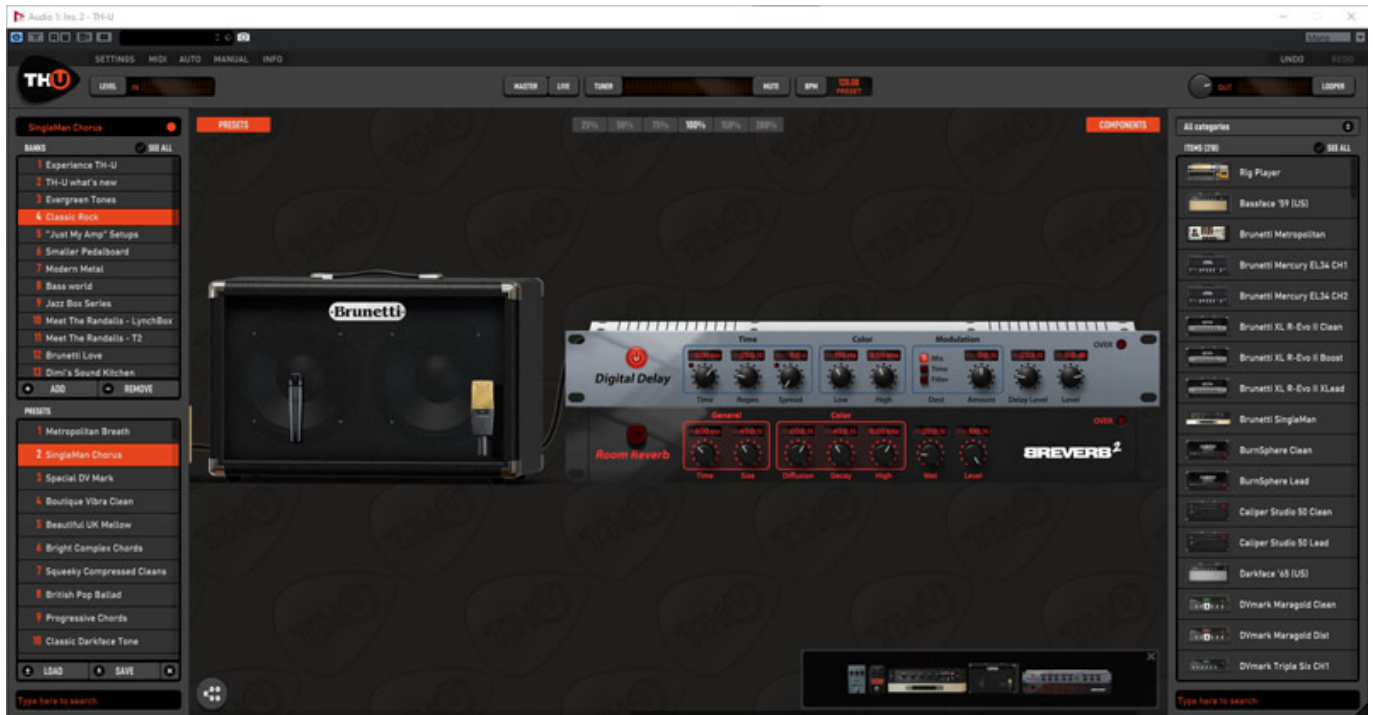 Audio 1: Ins. 2 - TH-U
Mono
SETTINGS MIDI AUTO MANUAL INFO
UNDO REDO
TH-U
LEVEL IN
MASTER LIVE TUNER MUTE BPM 120.00 PRESET
OUT LOOPER
SingleMan Chorus
PRESETS
25% 50% 75% 100% 150% 200%
COMPONENTS
All categories
BANKS SEE ALL
1 Experience TH-U
2 TH-U what's new
3 Evergreen Tones
4 Classic Rock
5 "Just My Amp" Setups
6 Smaller Pedalboard
7 Modern Metal
8 Bass world
9 Jazz Box Series
10 Meet The Randalls - LynchBox
11 Meet The Randalls - T2
12 Brunetti Love
13 Dimi's Sound Kitchen
ADD REMOVE
PRESETS
1 Metropolitan Breath
2 SingleMan Chorus
3 Spacial DV Mark
4 Boutique Vibra Clean
5 Beautiful UK Mellow
6 Bright Complex Chords
7 Squeeky Compressed Cleans
8 British Pop Ballad
9 Progressive Chords
10 Classic Darkface Tone
LOAD SAVE
Type here to search
Brunetti
Time Color Modulation
OVER
Digital Delay
Mix
Time
Filter
Time Regen Spread Low High Dest Amount Delay Level Level
General Color
OVER
Room Reverb
BREVERB2
Time Size Diffusion Decay High Wet Level
ITEMS (218) SEE ALL
Rig Player
Bassface '59 (US)
Brunetti Metropolitan
Brunetti Mercury EL34 CH1
Brunetti Mercury EL34 CH2
Brunetti XL R-Evo II Clean
Brunetti XL R-Evo II Boost
Brunetti XL R-Evo II XLead
Brunetti SingleMan
BurnSphere Clean
BurnSphere Lead
Caliper Studio 50 Clean
Caliper Studio 50 Lead
Darkface '65 (US)
DVmark Maragold Clean
DVmark Maragold Dist
DVmark Triple Six CH1
Type here to search